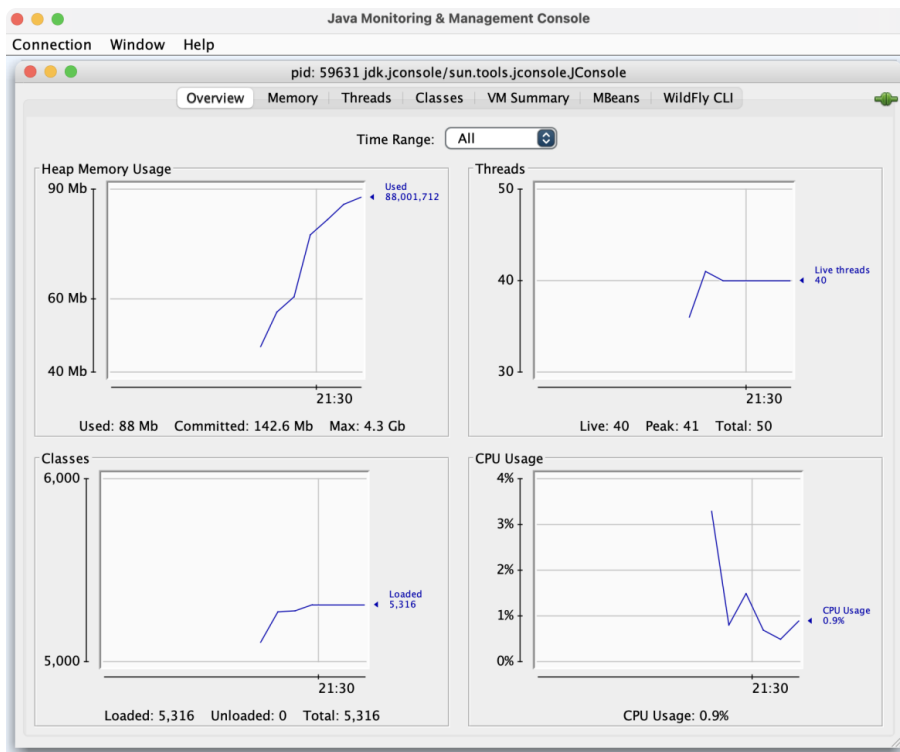 Java Monitoring & Management Console
Connection Window Help
pid: 59631 jdk.jconsole/sun.tools.jconsole.JConsole
Overview Memory Threads Classes VM Summary MBeans WildFly CLI
Time Range: All
Heap Memory Usage
90 Mb
60 Mb
40 Mb
Used
88,001,712
21:30
Used: 88 Mb Committed: 142.6 Mb Max: 4.3 Gb
Threads
50
40
30
Live threads
40
21:30
Live: 40 Peak: 41 Total: 50
Classes
6,000
5,000
Loaded
5,316
21:30
Loaded: 5,316 Unloaded: 0 Total: 5,316
CPU Usage
4%
3%
2%
1%
0%
CPU Usage
0.9%
21:30
CPU Usage: 0.9%